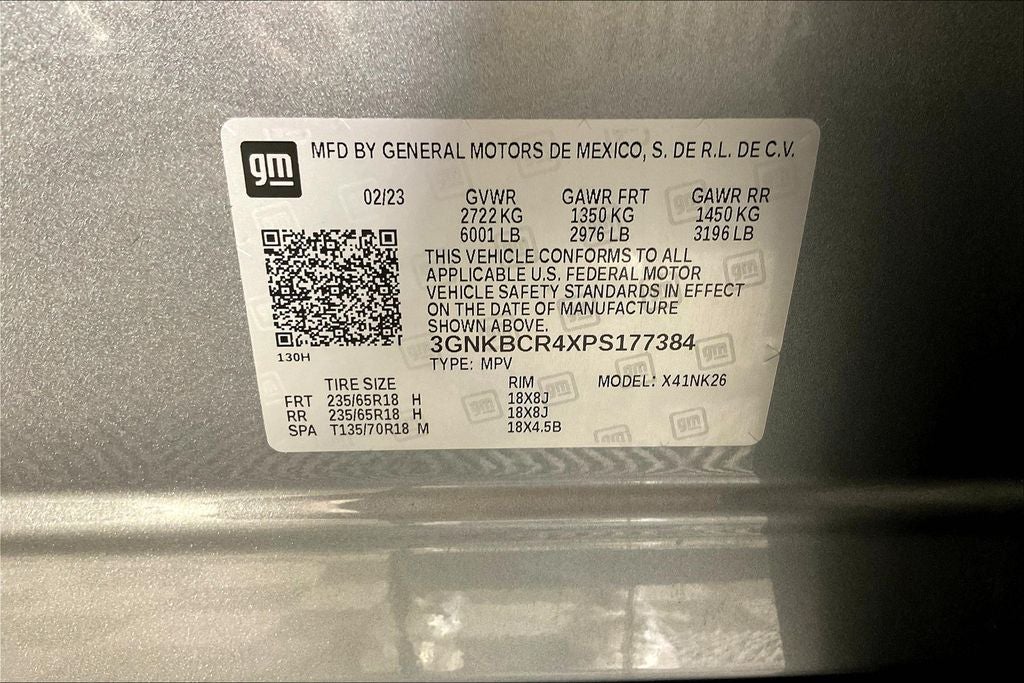 gm MFD BY GENERAL MOTORS DE MEXICO, S. DE R.L. DE C.V.
02/23 GVWR GAWR FRT GAWR RR
2722 KG 1350 KG 1450 KG
6001 LB 2976 LB 3196 LB
THIS VEHICLE CONFORMS TO ALL
APPLICABLE U.S. FEDERAL MOTOR
VEHICLE SAFETY STANDARDS IN EFFECT
ON THE DATE OF MANUFACTURE
SHOWN ABOVE.
3GNKBCR4XPS177384
130H
TYPE: MPV
TIRE SIZE RIM MODEL: X41NK26
FRT 235/65R18 H 18X8J
RR 235/65R18 H 18X8J
SPA T135/70R18 M 18X4.5B